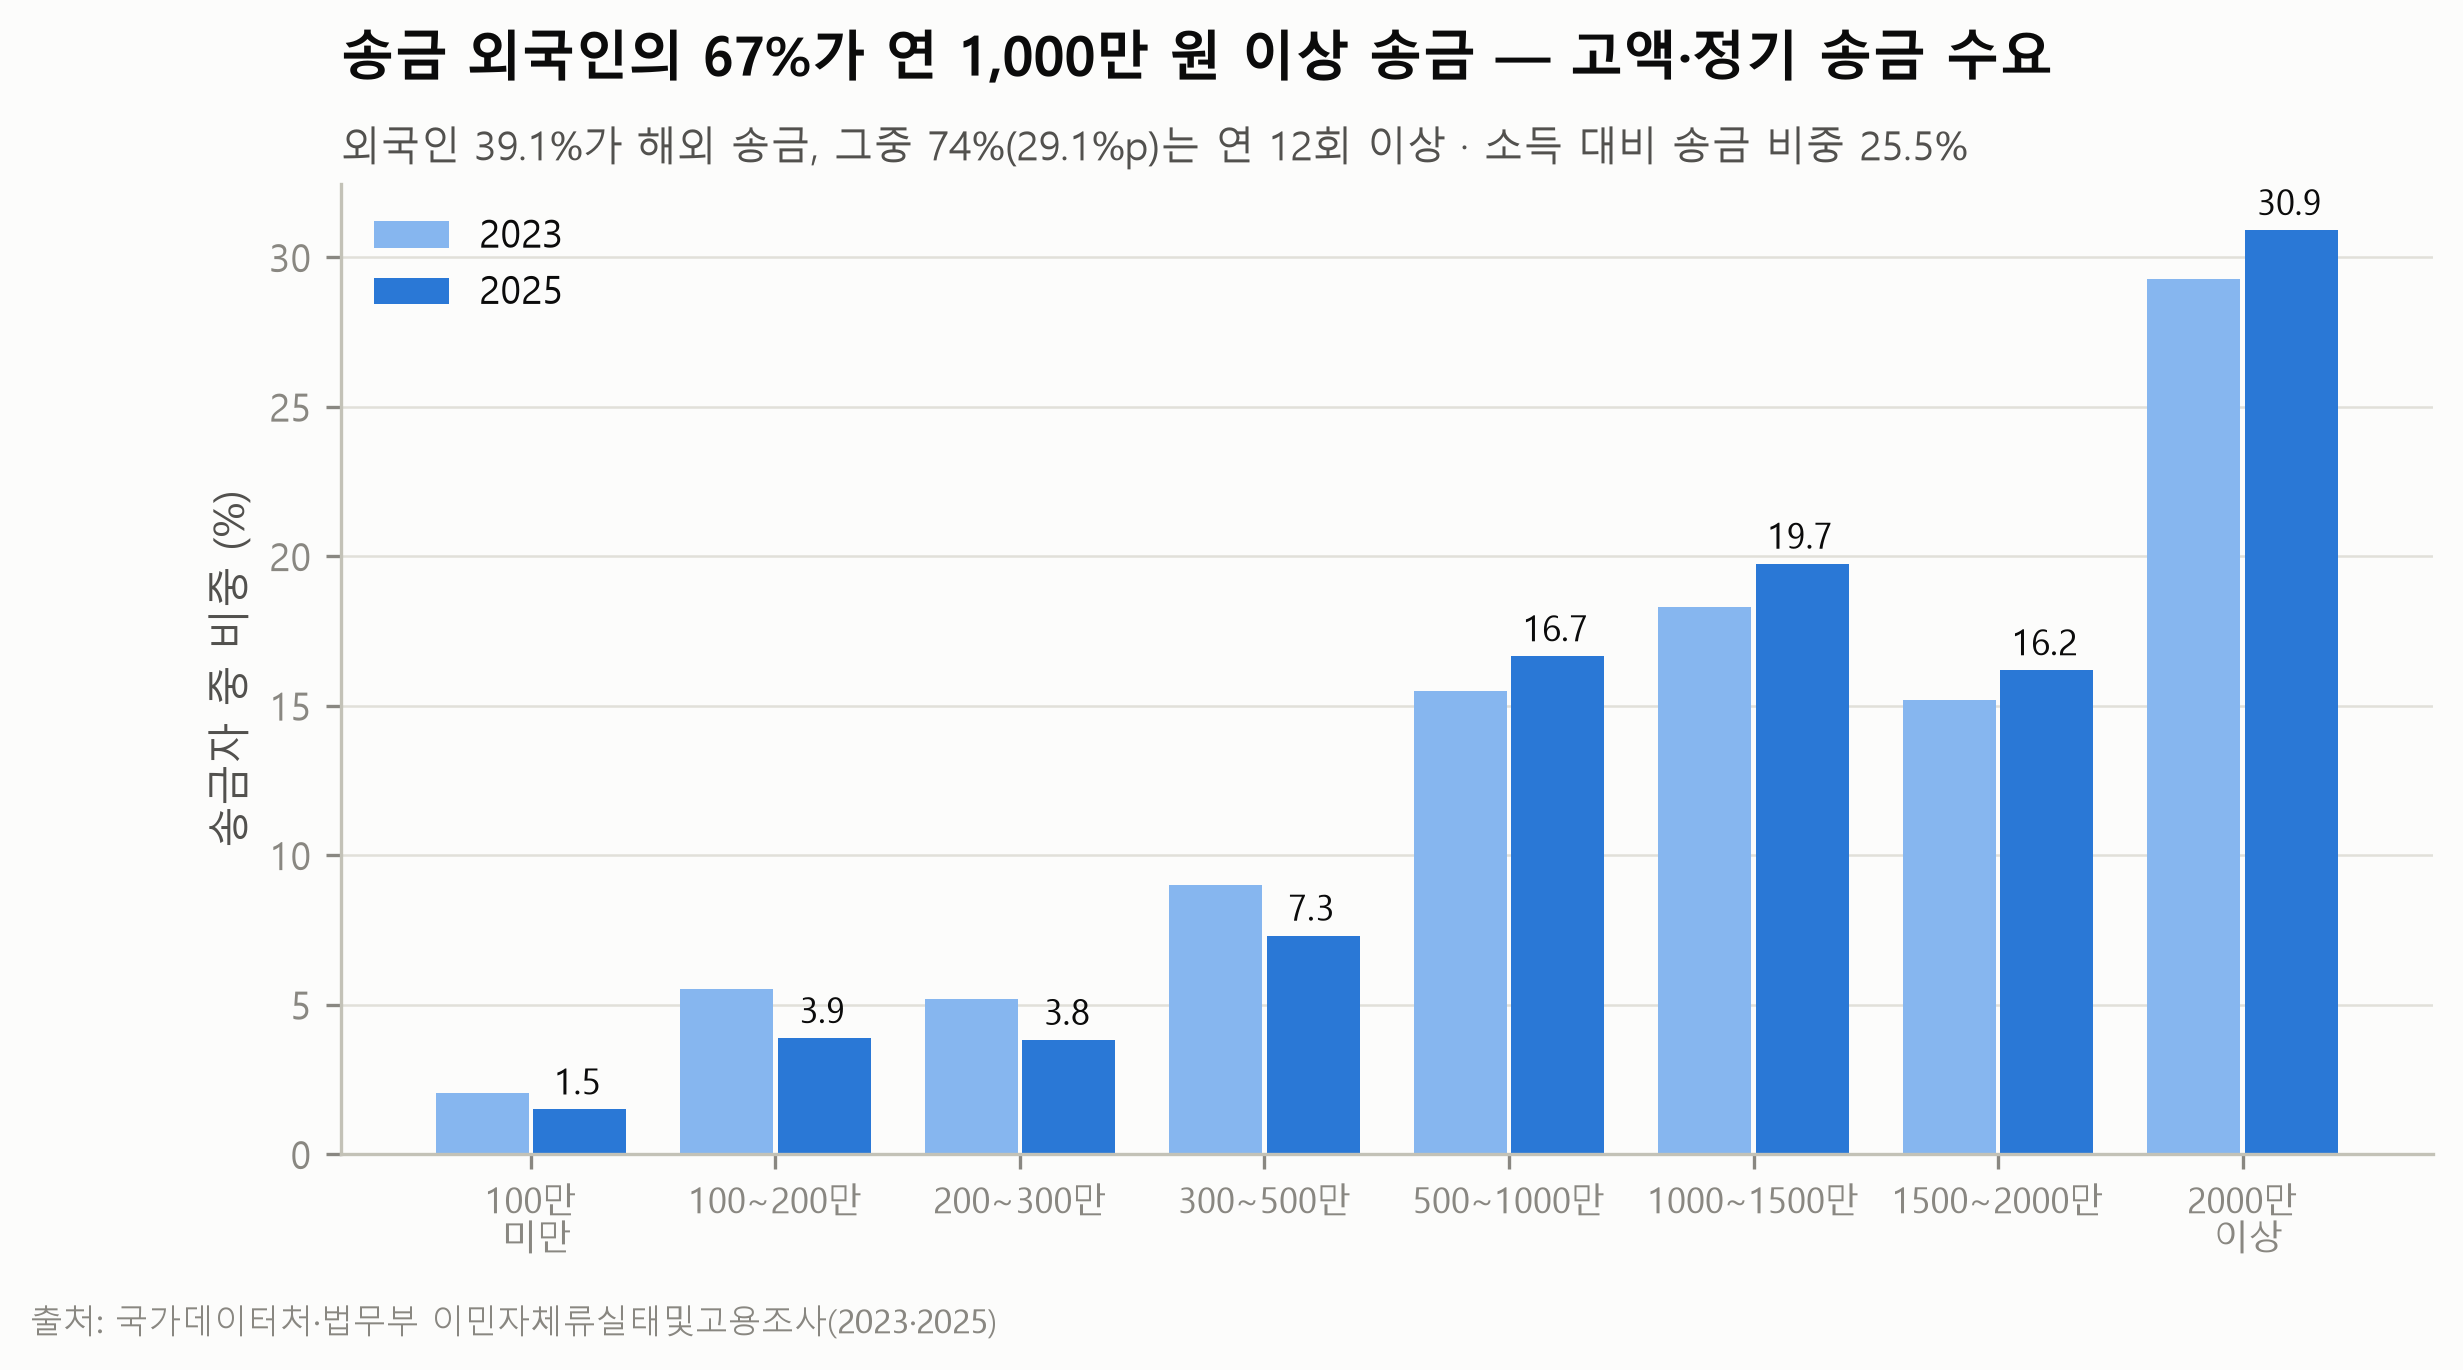 송금 외국인의 67%가 연 1,000만 원 이상 송금 — 고액·정기 송금 수요
외국인 39.1%가 해외 송금, 그중 74%(29.1%p)는 연 12회 이상 · 소득 대비 송금 비중 25.5%
2023
2025
송금자 중 비중 (%)
30
25
20
15
10
5
0
1.5
3.9
3.8
7.3
16.7
19.7
16.2
30.9
100만
미만
100~200만
200~300만
300~500만
500~1000만
1000~1500만
1500~2000만
2000만
이상
출처: 국가데이터처·법무부 이민자체류실태및고용조사(2023·2025)